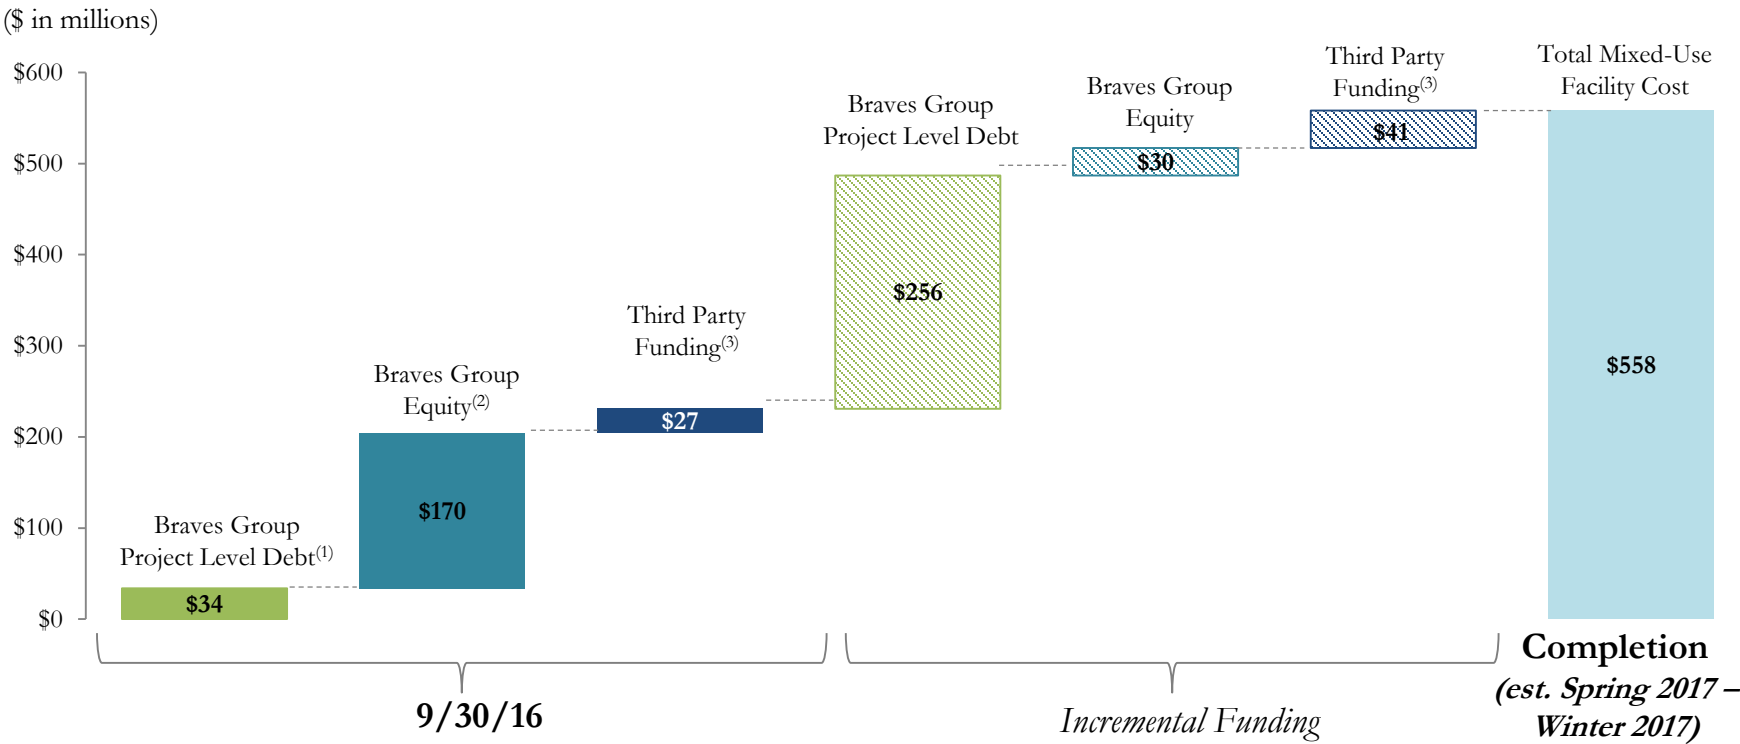 ($ in millions)
$600
$500
$400
$300
$200
$100
$0
Braves Group
Project Level Debt(1)
$34
Braves Group
Equity(2)
$170
Third Party
Funding(3)
$27
Braves Group
Project Level Debt
$256
Braves Group
Equity
$30
Third Party
Funding(3)
$41
Total Mixed-Use
Facility Cost
$558
9/30/16
Incremental Funding
Completion
(est. Spring 2017 –
Winter 2017)